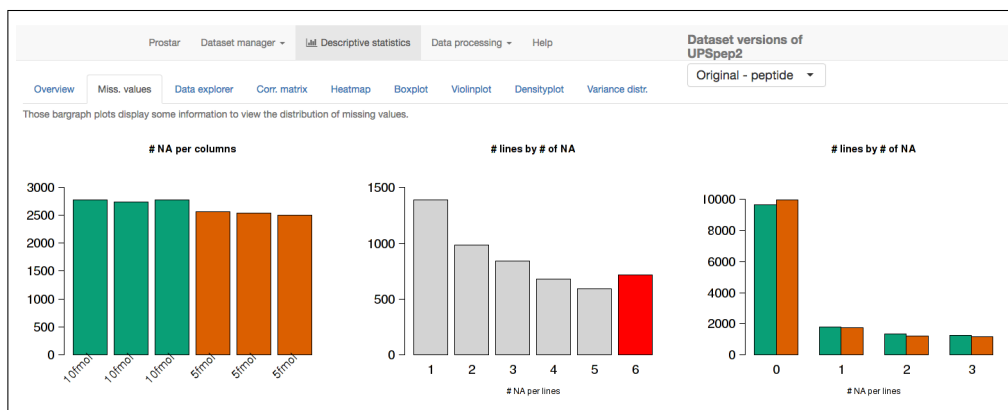 Prostar Dataset manager Descriptive statistics Data processing Help
Dataset versions of
UPSpep2
Original - peptide
Overview Miss. values Data explorer Corr. matrix Heatmap Boxplot Violinplot Densityplot Variance distr.
Those bargraph plots display some information to view the distribution of missing values.
# NA per columns
3000
2500
2000
1500
1000
500
0
10fmol 10fmol 10fmol 5fmol 5fmol 5fmol
# lines by # of NA
1500
1000
500
0
1 2 3 4 5 6
# NA per lines
# lines by # of NA
10000
8000
6000
4000
2000
0
0 1 2 3
# NA per lines